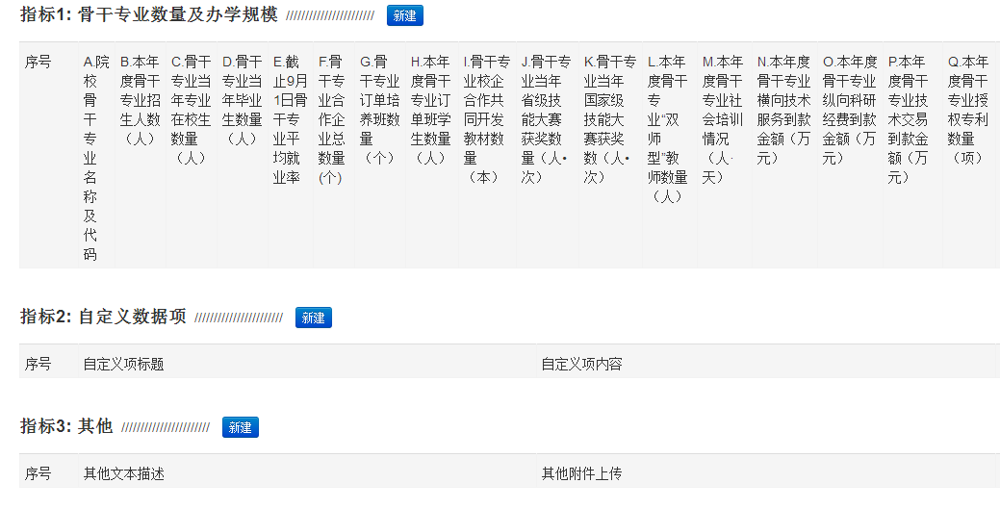 指标1: 骨干专业数量及办学规模 /////////////////////// 新建
序号
A.院
校
骨
干
专
业
名
称
及
代
码
B.本年
度骨干
专业招
生人数
（人）
C.骨干
专业当
年专业
在校生
数量
（人）
D.骨干
专业当
年毕业
生数量
（人）
E.截
止9月
1日骨
干专
业平
均就
业率
F.骨
干专
业合
作企
业总
数量
(个)
G.骨
干专业
订单培
养班数
量
（个）
H.本年
度骨干
专业订
单班学
生数量
（人）
I.骨干专
业校企
合作共
同开发
教材数
量
（本）
J.骨干专
业当年
省级技
能大赛
获奖数
量（人•
次）
K.骨干专
业当年
国家级
技能大
赛获奖
数（人•
次）
L.本年
度骨干
专
业“双
师
型”教
师数量
（人）
M.本年
度骨干
专业社
会培训
情况
（人·
天）
N.本年度
骨干专业
横向技术
服务到款
金额（万
元）
O.本年度
骨干专业
纵向科研
经费到款
金额（万
元）
P.本年
度骨干
专业技
术交易
到款金
额（万
元）
Q.本年
度骨干
专业授
权专利
数量
（项）
指标2: 自定义数据项 /////////////////////// 新建
序号 自定义项标题 自定义项内容
指标3: 其他 /////////////////////// 新建
序号 其他文本描述 其他附件上传